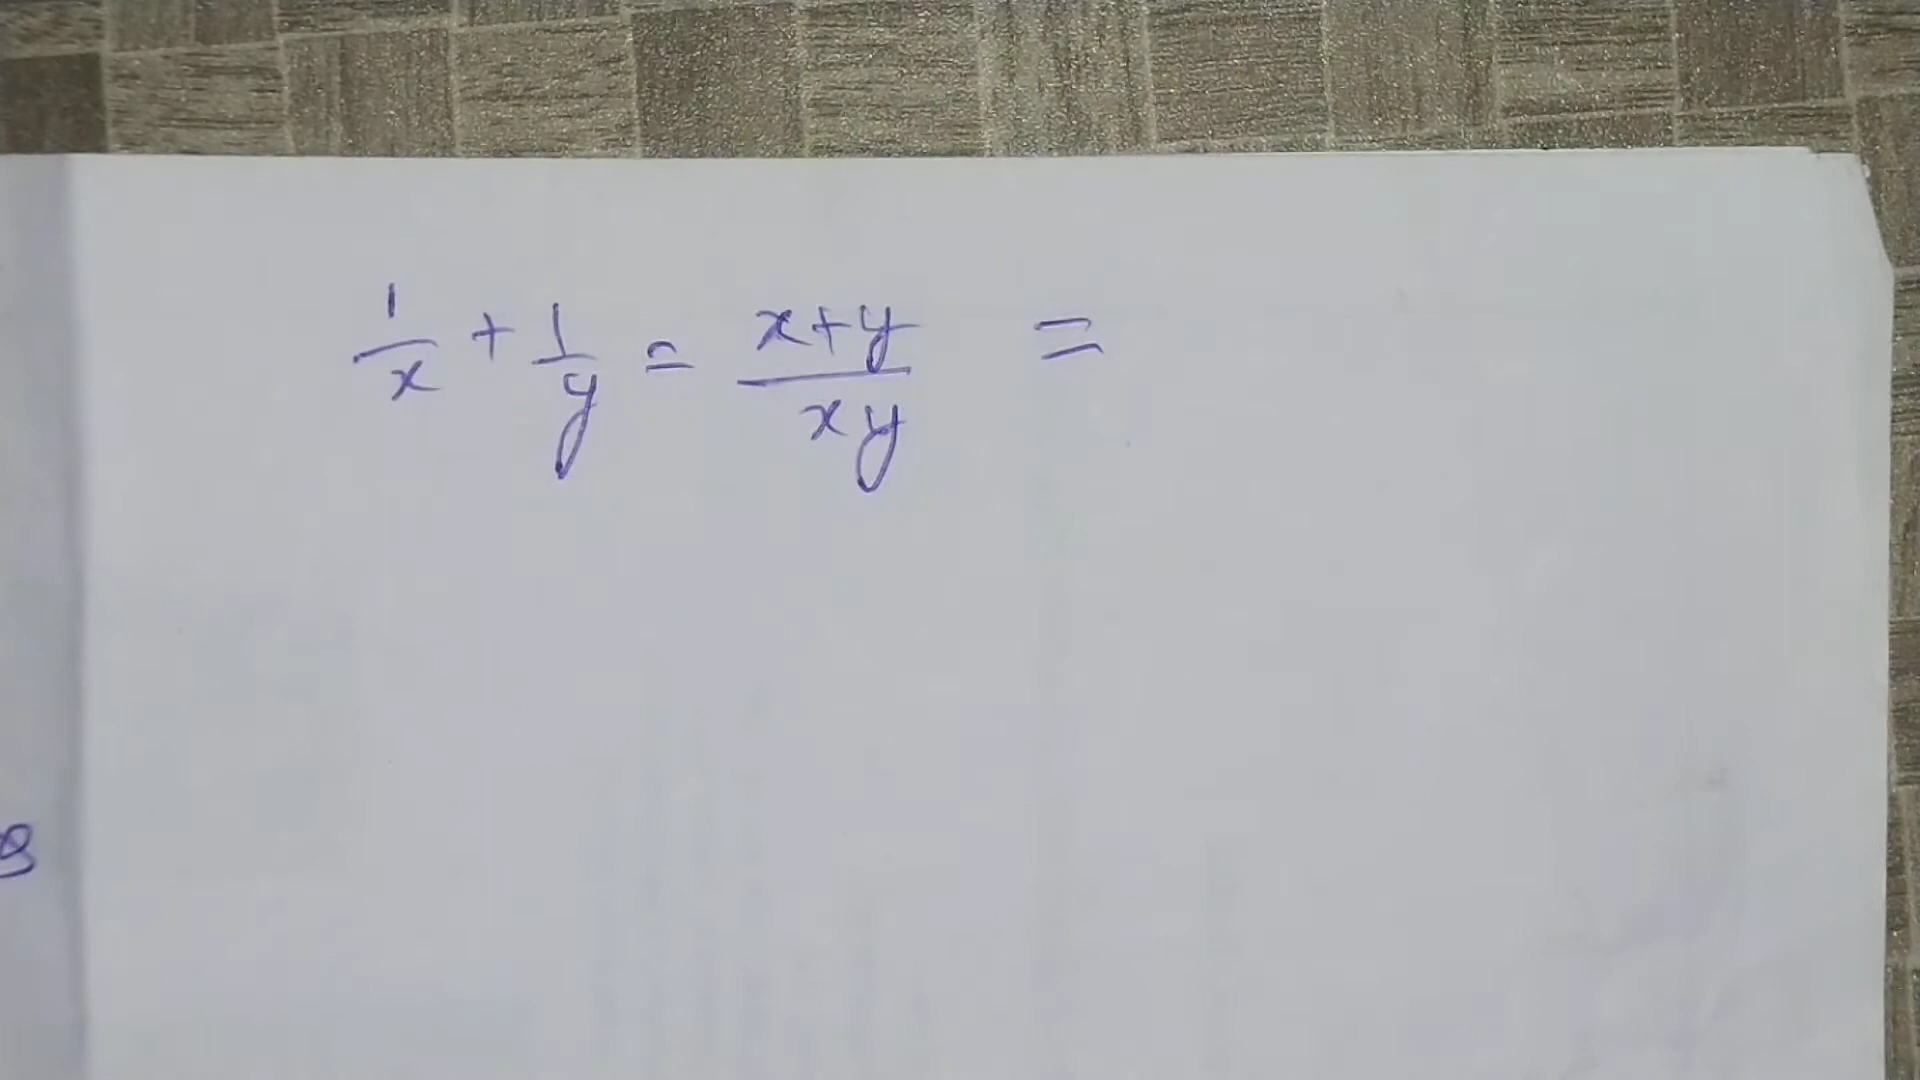 1/x + 1/y = x+y/xy =